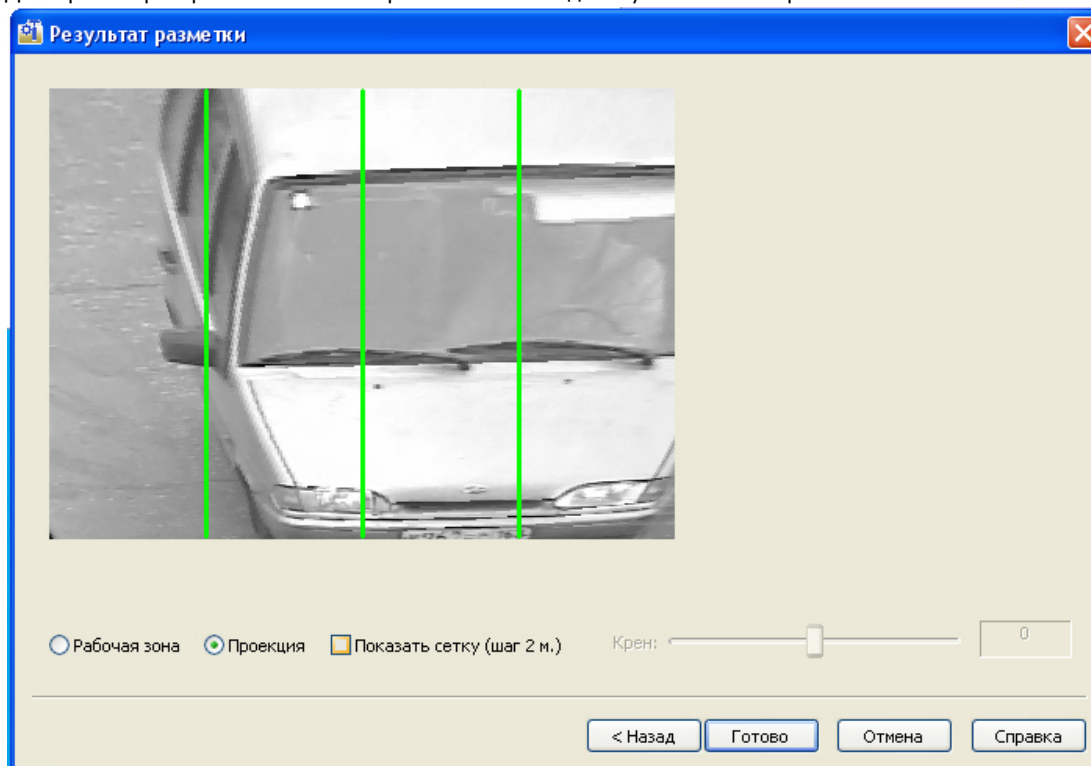 Результат разметки
Рабочая зона Проекция Показать сетку (шаг 2 м.) Крен: 0
< Назад Готово Отмена Справка